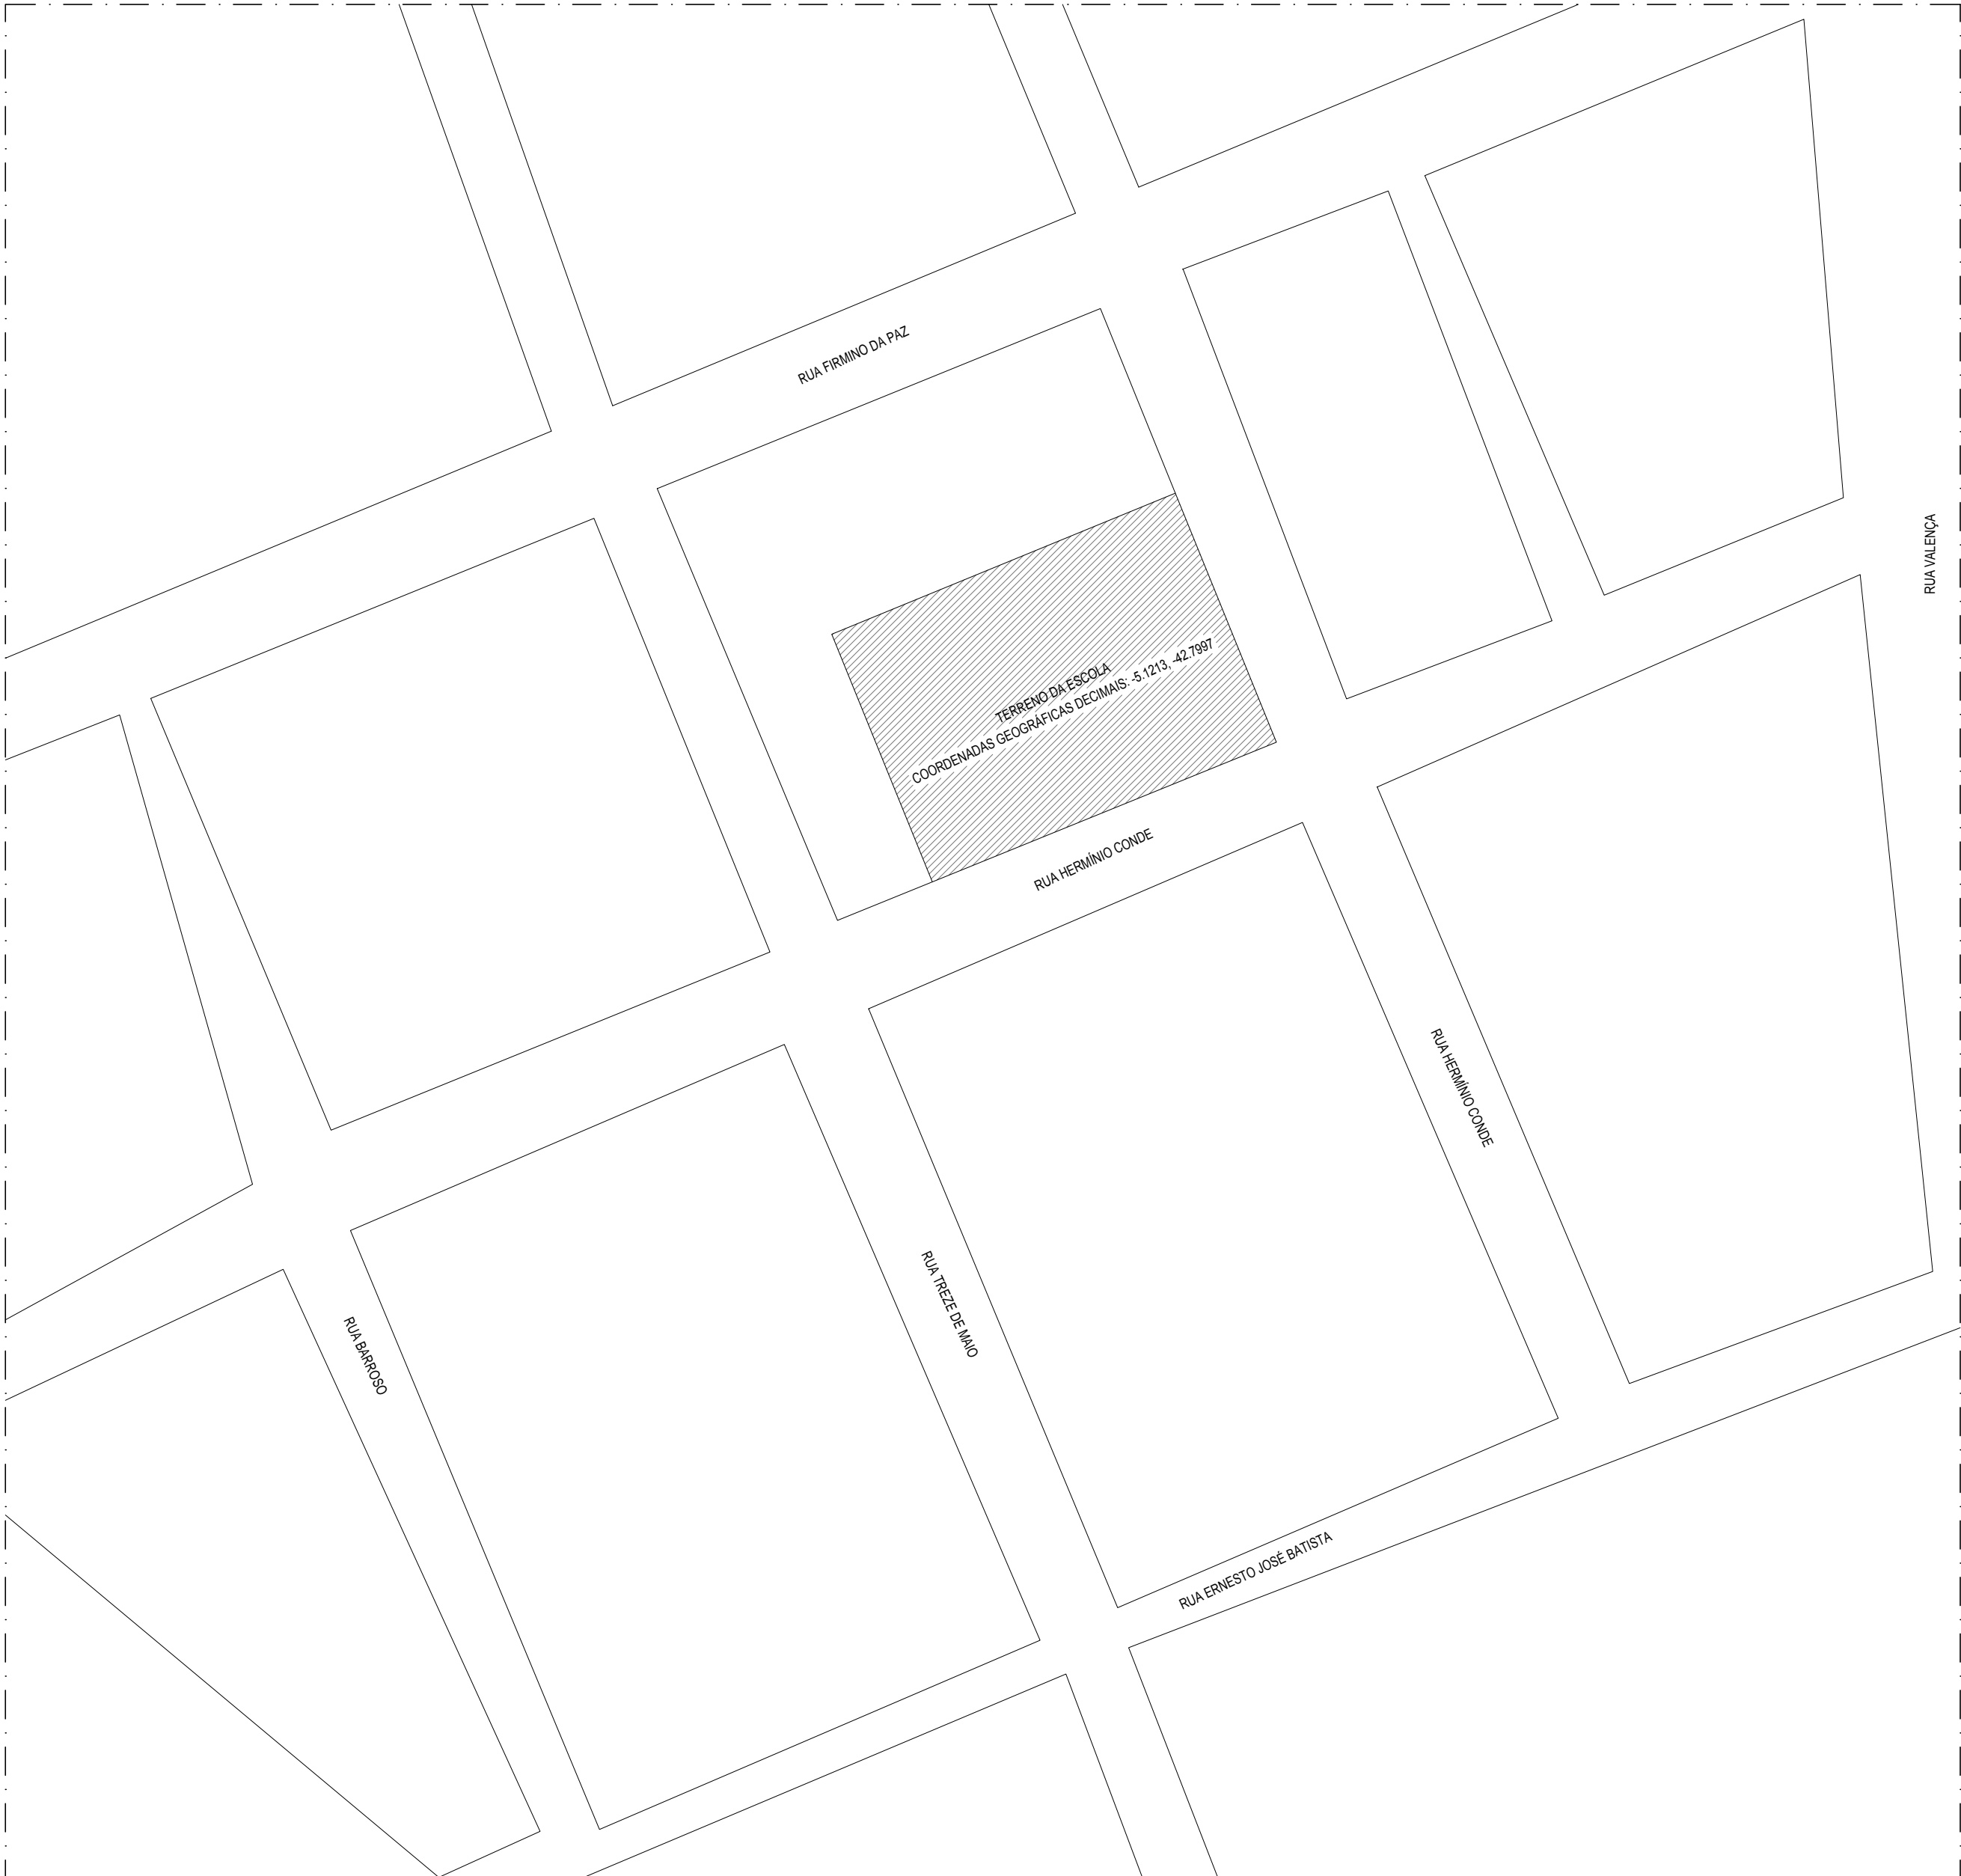 RUA FIRMINO DA PAZ
RUA VALENÇA
TERRENO DA ESCOLA
COORDENADAS GEOGRÁFICAS DECIMAIS: -5.1213, -42.7997
RUA HERMÍNIO CONDE
RUA HERMÍNIO CONDE
RUA TREZE DE MAIO
RUA BARROSO
RUA ERNESTO JOSÉ BATISTA